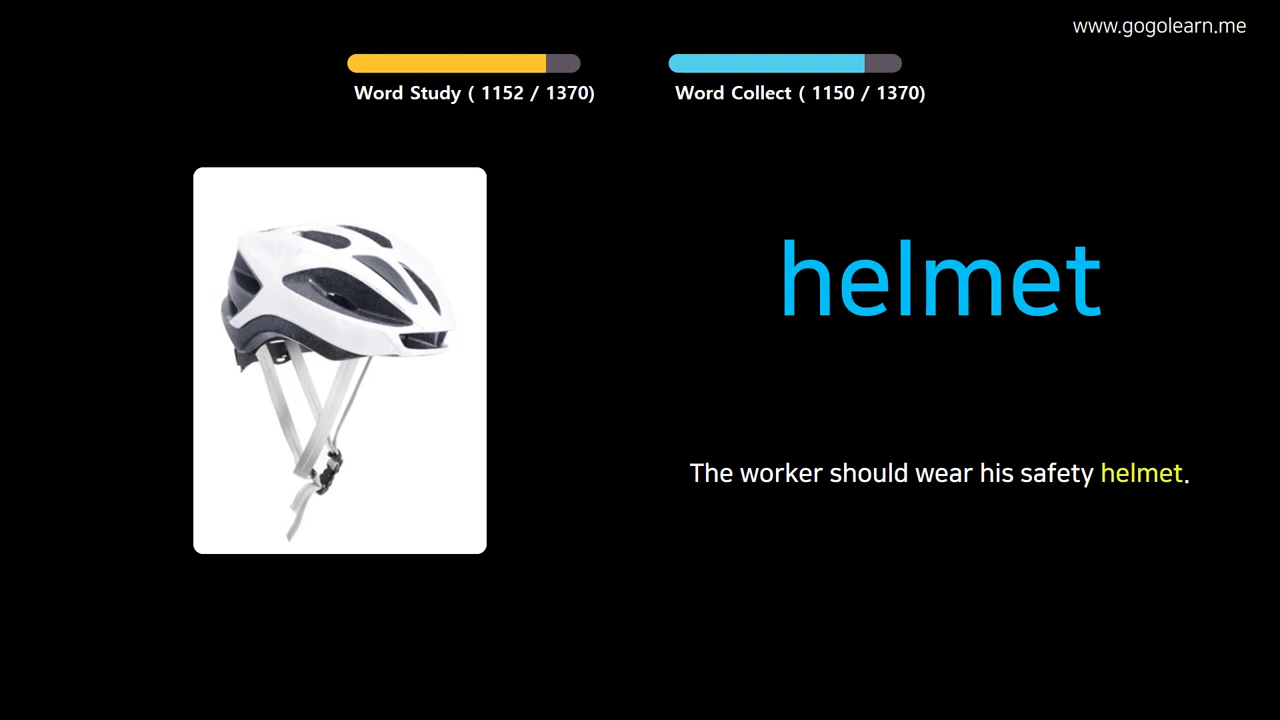 www.gogolearn.me
Word Study ( 1152 / 1370)
Word Collect ( 1150 / 1370)
helmet
The worker should wear his safety helmet.